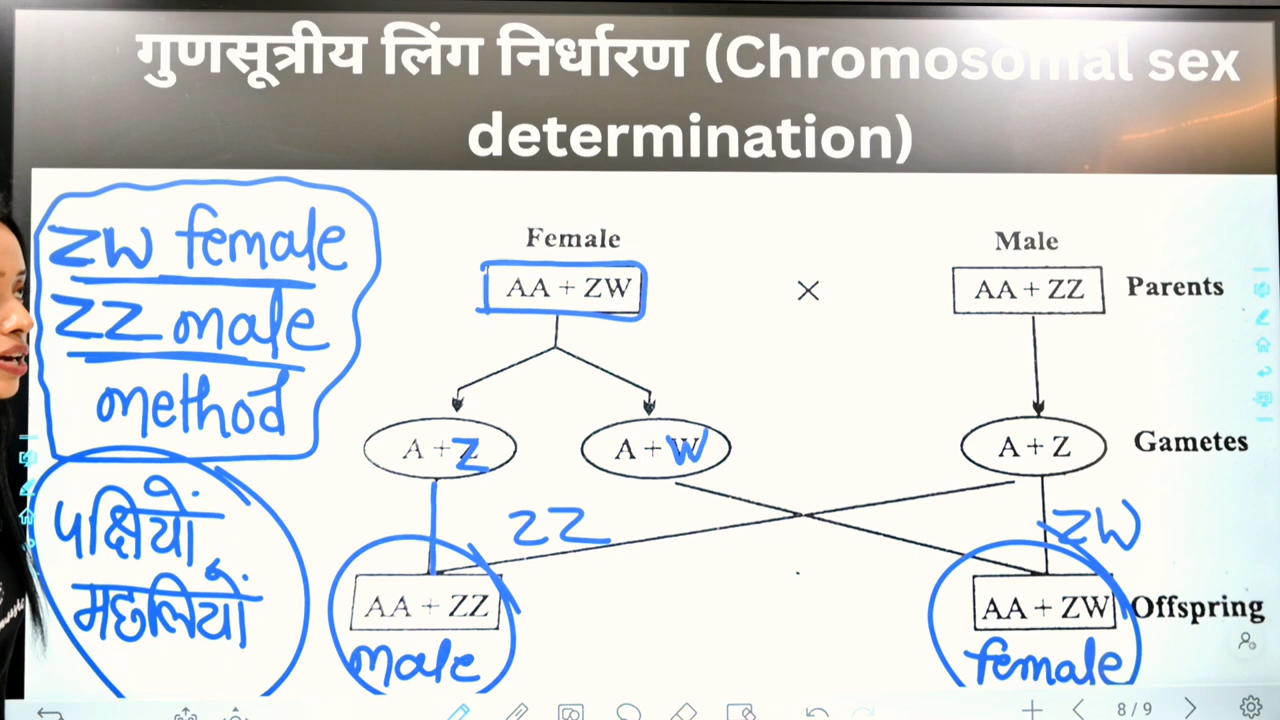 गुणसूत्रीय लिंग निर्धारण (Chromosomal sex
determination)
ZW female
ZZ male
method
पक्षियों,
मछलियों
Female
Male
AA + ZW
×
AA + ZZ
Parents
A + Z
A + W
A + Z
Gametes
ZZ
ZW
AA + ZZ
AA + ZW
Offspring
male
female
8/9